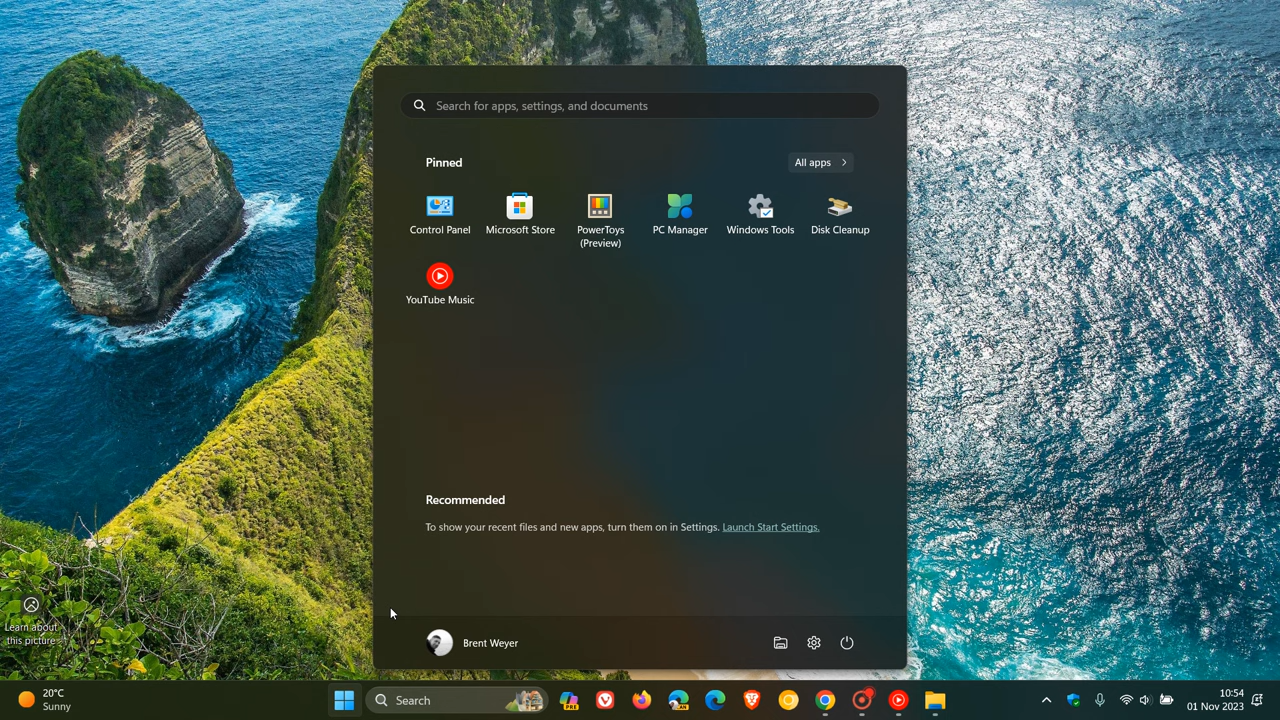 Search for apps, settings, and documents
Pinned
All apps
Control Panel
Microsoft Store
PowerToys
(Preview)
PC Manager
Windows Tools
Disk Cleanup
YouTube Music
Recommended
To show your recent files and new apps, turn them on in Settings. Launch Start Settings.
Learn about
this picture
Brent Weyer
20°C
Sunny
Search
PRE
CAN
10:54
01 Nov 2023